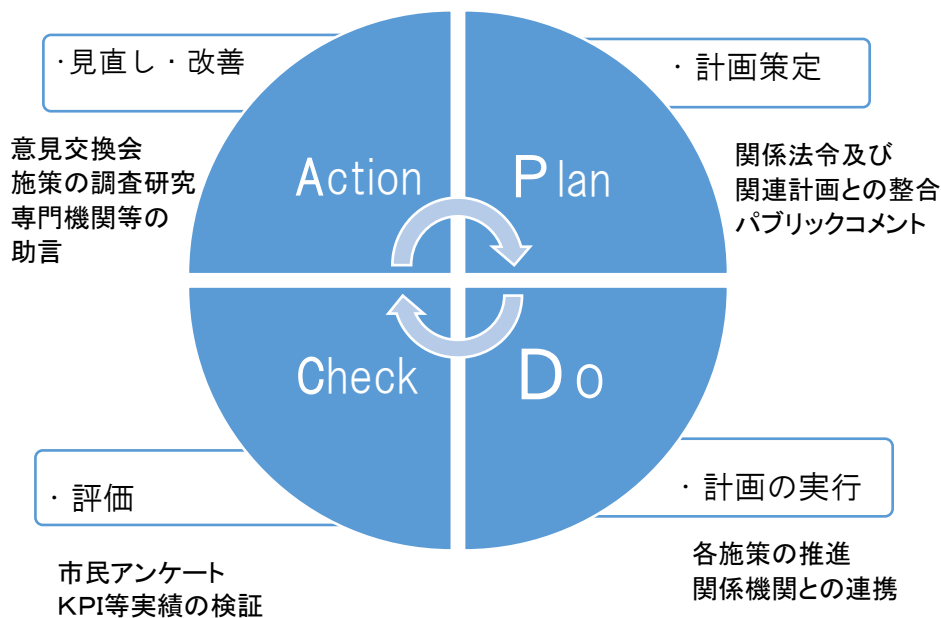 ・見直し・改善
意見交換会
施策の調査研究
専門機関等の
助言
Action
・計画策定
関係法令及び
関連計画との整合
パブリックコメント
Plan
Check
・評価
市民アンケート
KPI等実績の検証
Do
・計画の実行
各施策の推進
関係機関との連携